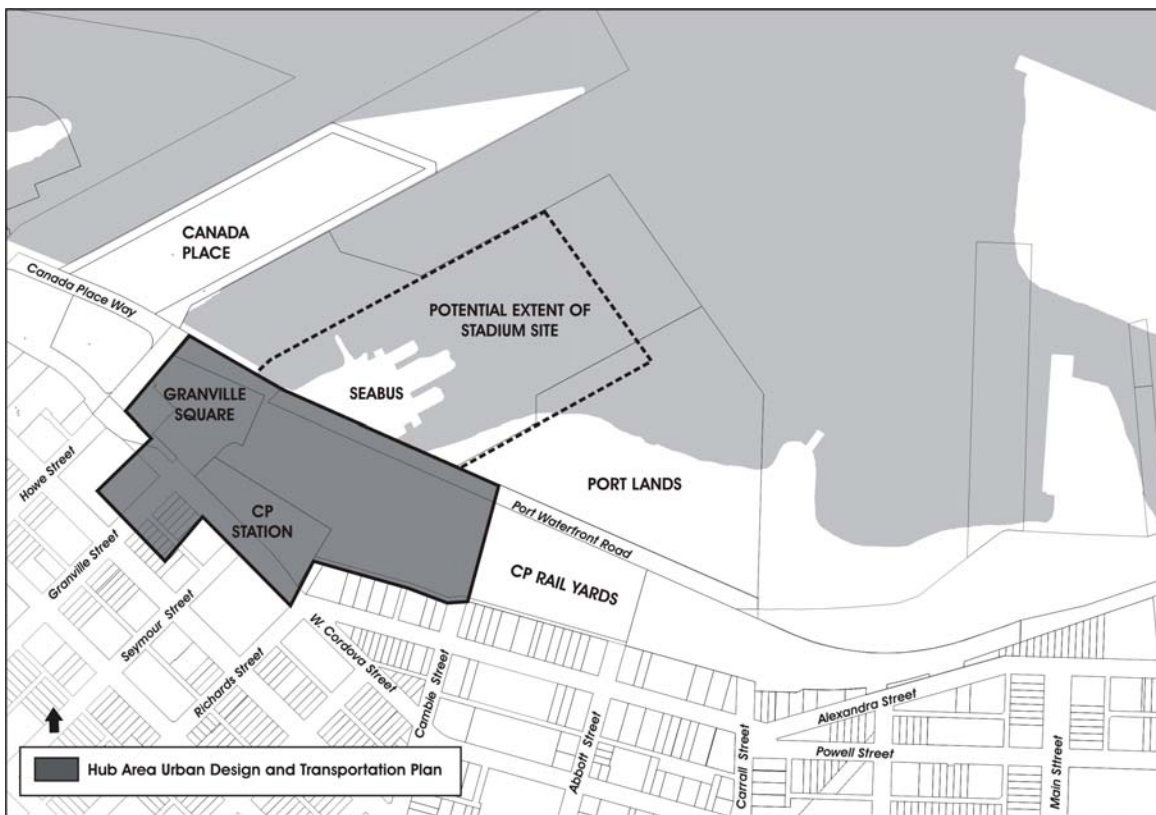 CANADA
PLACE
Canada Place Way
POTENTIAL EXTENT OF
STADIUM SITE
SEABUS
GRANVILLE
SQUARE
Howe Street
PORT LANDS
CP
STATION
Port Waterfront Road
Granville Street
CP RAIL YARDS
Seymour Street
W. Cordova Street
Richards Street
Cambie Street
Abbott Street
Carrall Street
Alexandra Street
Powell Street
Main Sttreet
Hub Area Urban Design and Transportation Plan